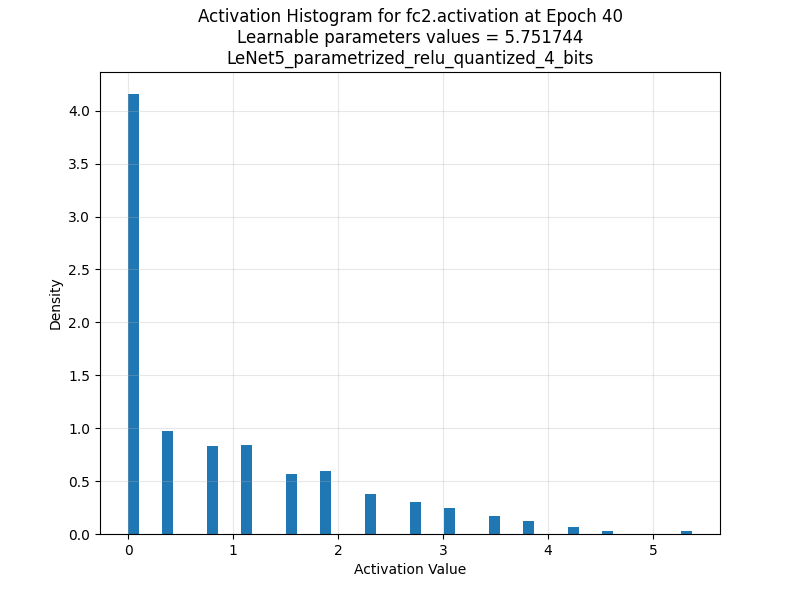 Activation Histogram for fc2.activation at Epoch 40
Learnable parameters values = 5.751744
LeNet5_parametrized_relu_quantized_4_bits
4.0
3.5
3.0
2.5
2.0
1.5
1.0
0.5
0.0
Density
0 1 2 3 4 5
Activation Value